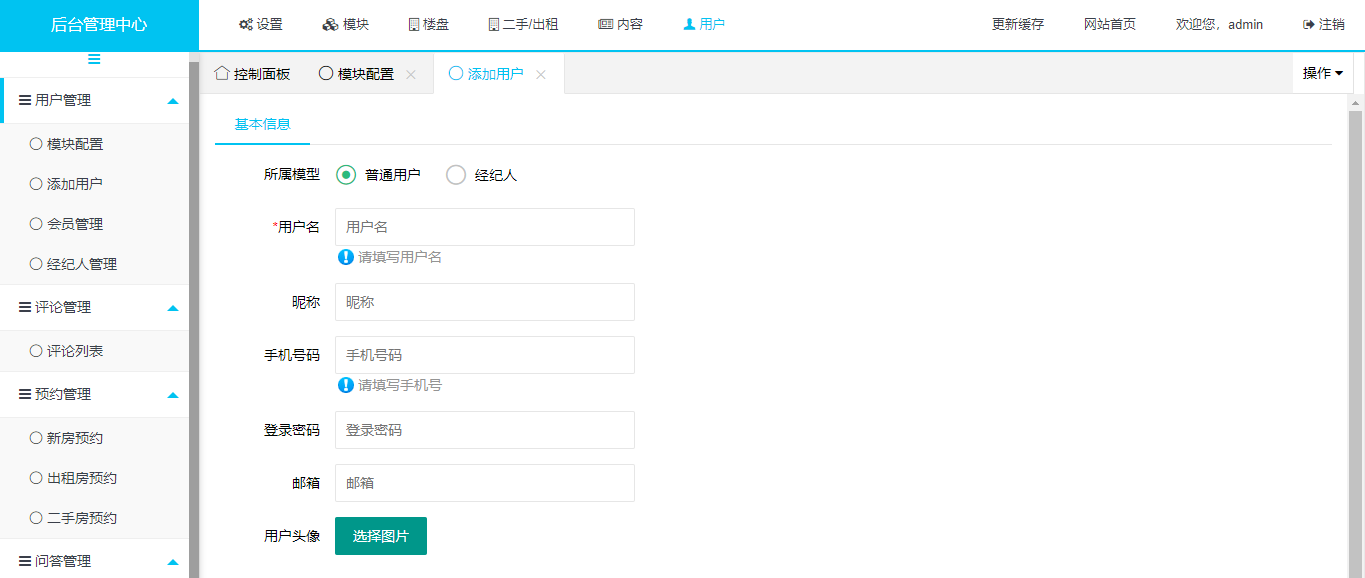 后台管理中心
设置 模块 楼盘 二手/出租 内容 用户 更新缓存 网站首页 欢迎您，admin 注销
控制面板 模块配置 添加用户 操作
用户管理
模块配置
添加用户
会员管理
经纪人管理
评论管理
评论列表
预约管理
新房预约
出租房预约
二手房预约
问答管理
基本信息
所属模型 普通用户 经纪人
*用户名 用户名
请填写用户名
昵称 昵称
手机号码 手机号码
请填写手机号
登录密码 登录密码
邮箱 邮箱
用户头像 选择图片